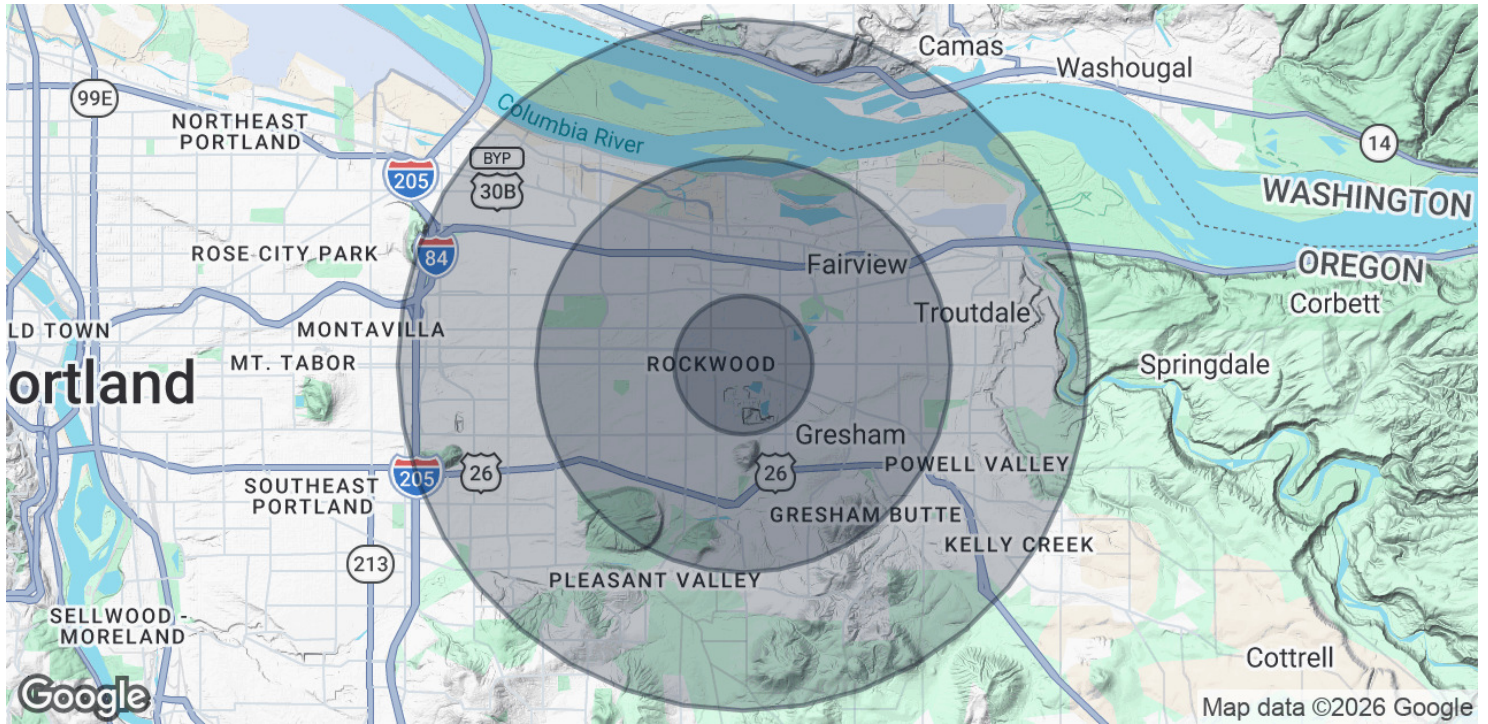 Camas
Washougal
99E
NORTHEAST
PORTLAND
Columbia River
14
BYP
30B
205
WASHINGTON
ROSE CITY PARK
84
Fairview
OREGON
Corbett
LD TOWN
MONTAVILLA
Troutdale
MT. TABOR
ROCKWOOD
Springdale
ortland
Gresham
205
26
26
POWELL VALLEY
SOUTHEAST
PORTLAND
GRESHAM BUTTE
KELLY CREEK
213
PLEASANT VALLEY
SELLWOOD -
MORELAND
Cottrell
Google
Map data ©2026 Google